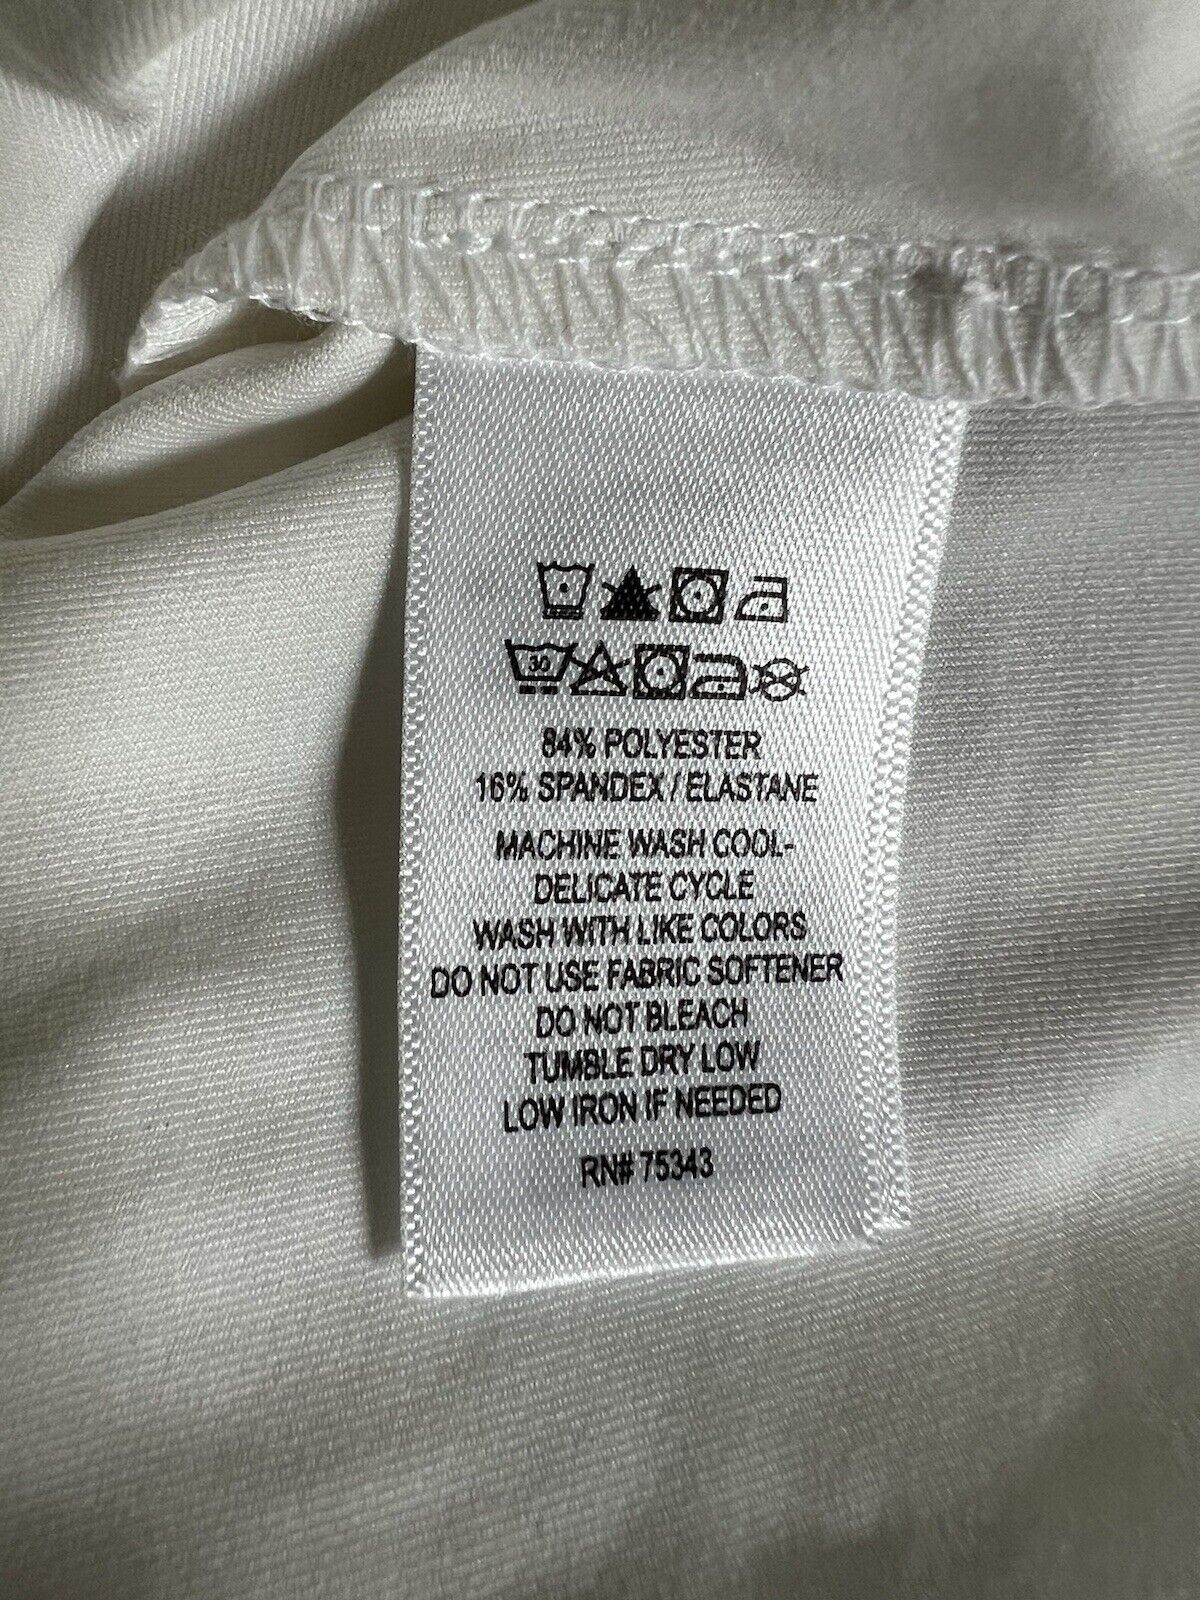 30
84% POLYESTER
16% SPANDEX / ELASTANE
MACHINE WASH COOL-
DELICATE CYCLE
WASH WITH LIKE COLORS
DO NOT USE FABRIC SOFTENER
DO NOT BLEACH
TUMBLE DRY LOW
LOW IRON IF NEEDED
RN# 75343